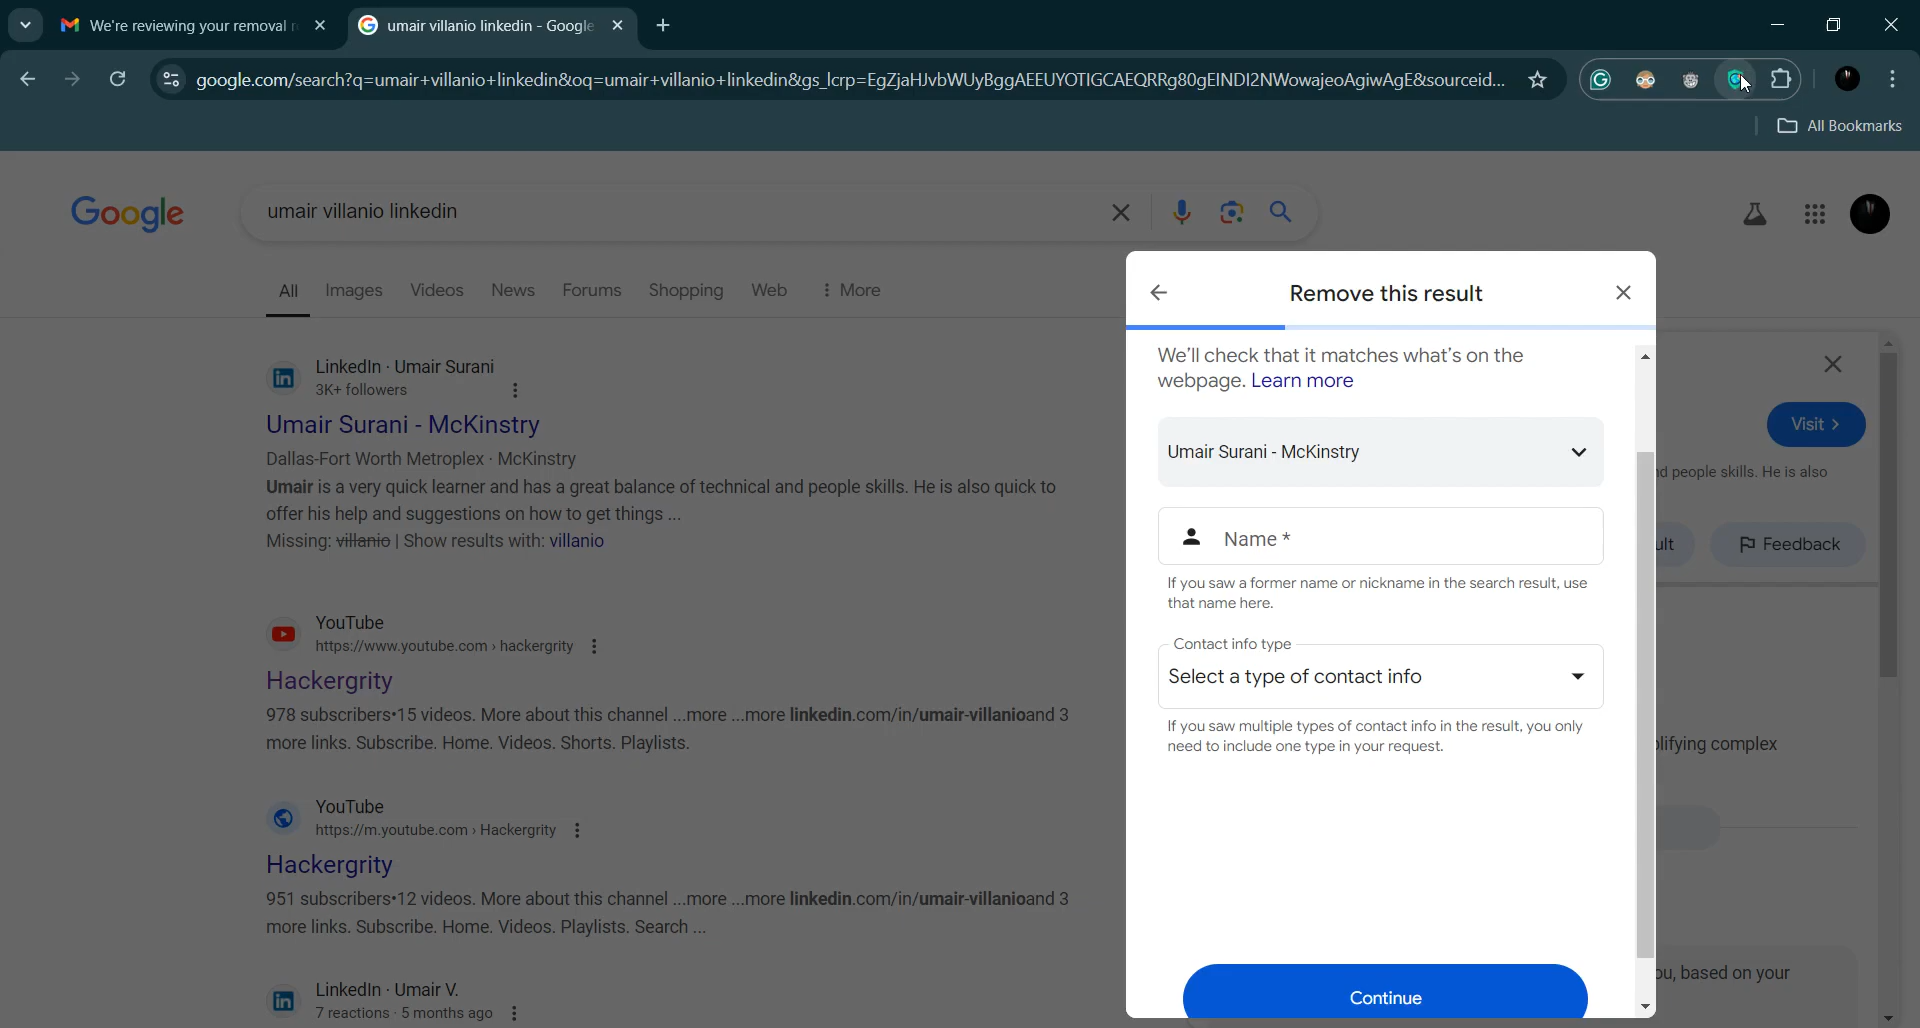 We're reviewing your removal r
umair villanio linkedin - Google
google.com/search?q=umair+villanio+linkedin&oq=umair+villanio+linkedin&gs_lcrp=EgZjaHJvbWUyBggAEEUYOTIGCAEQRRg80gEINDI2NWowajeoAgiwAgE&sourceid...
All Bookmarks
Google
umair villanio linkedin
All Images Videos News Forums Shopping Web More
LinkedIn · Umair Surani
3K+ followers
Umair Surani - McKinstry
Dallas-Fort Worth Metroplex · McKinstry
Umair is a very quick learner and has a great balance of technical and people skills. He is also quick to
offer his help and suggestions on how to get things ...
Missing: villanio | Show results with: villanio
YouTube
https://www.youtube.com › hackergrity
Hackergrity
978 subscribers•15 videos. More about this channel ...more ...more linkedin.com/in/umair-villanioand 3
more links. Subscribe. Home. Videos. Shorts. Playlists.
YouTube
https://m.youtube.com › Hackergrity
Hackergrity
951 subscribers•12 videos. More about this channel ...more ...more linkedin.com/in/umair-villanioand 3
more links. Subscribe. Home. Videos. Playlists. Search ...
LinkedIn · Umair V.
7 reactions · 5 months ago
Remove this result
We'll check that it matches what's on the
webpage. Learn more
Umair Surani - McKinstry
Name *
If you saw a former name or nickname in the search result, use
that name here.
Contact info type
Select a type of contact info
If you saw multiple types of contact info in the result, you only
need to include one type in your request.
Continue
Visit >
nd people skills. He is also
ult
Feedback
plifying complex
ou, based on your